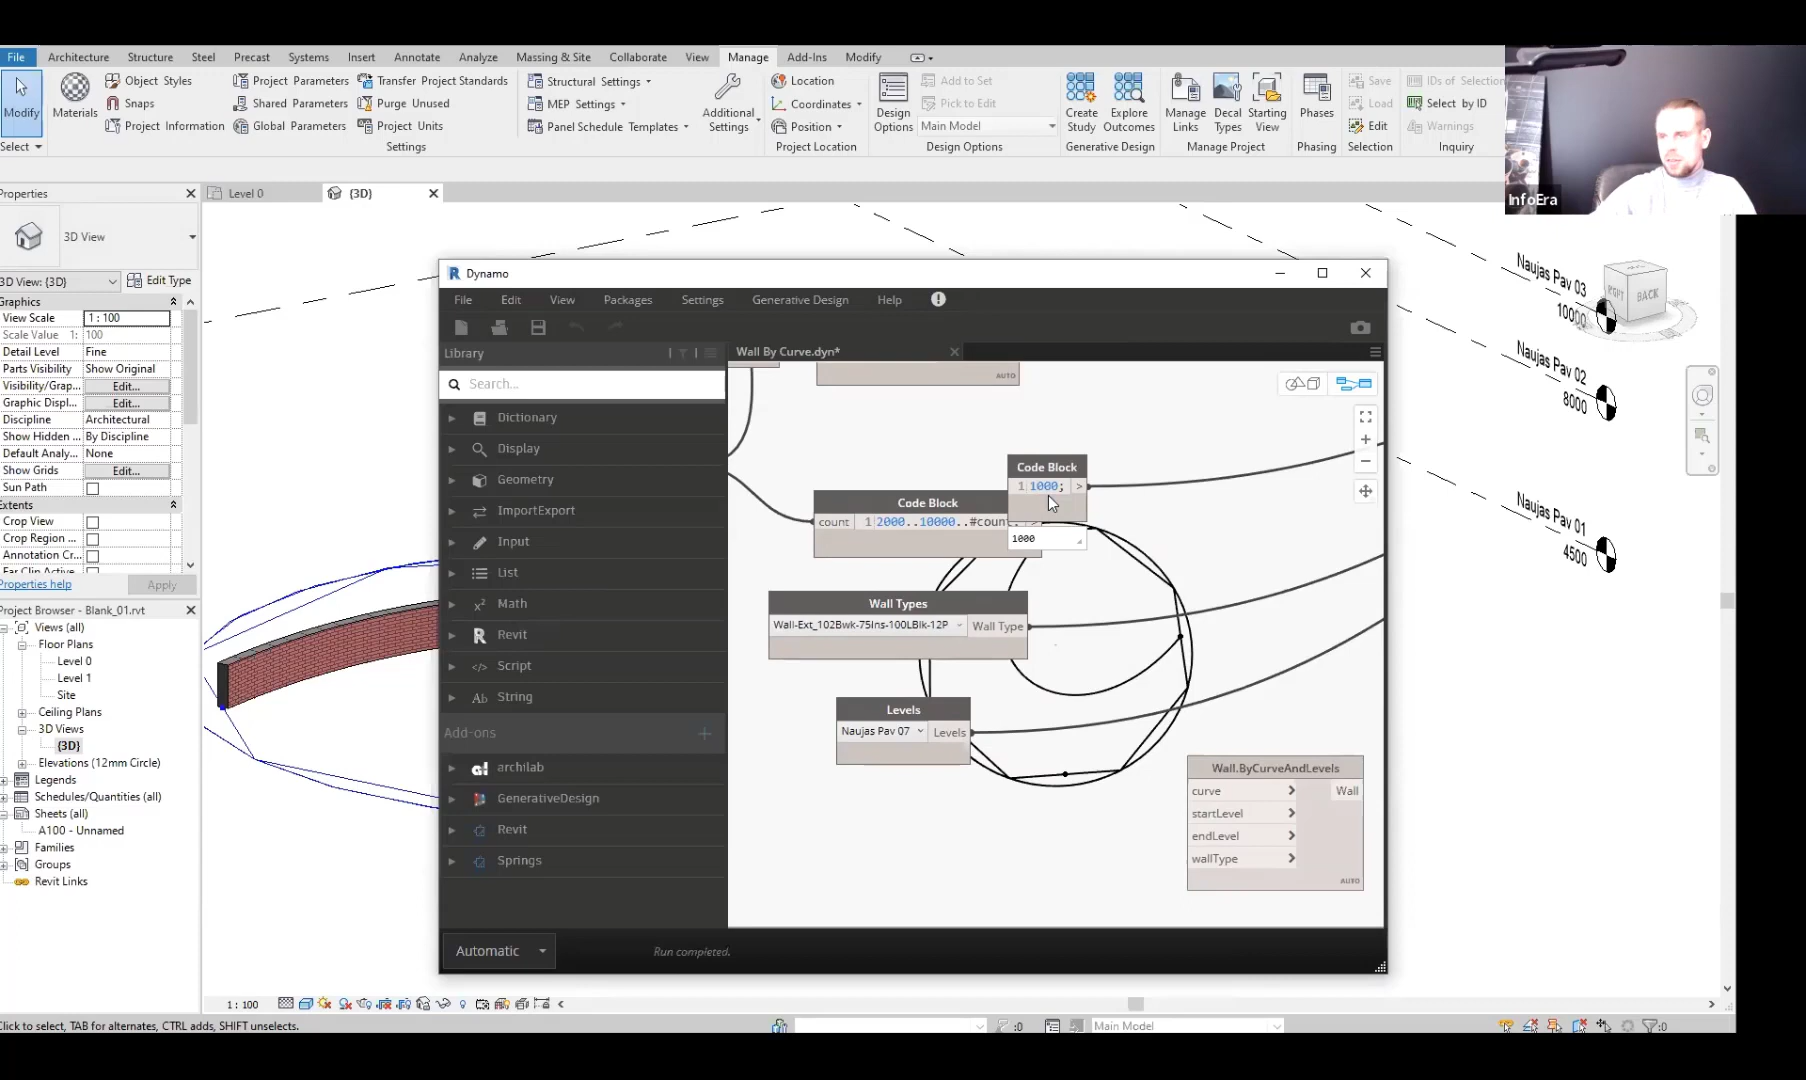 File Architecture Structure Steel Precast Systems Insert Annotate Analyze Massing & Site Collaborate View Manage Add-Ins Modify
Modify
Select
Materials
Object Styles
Snaps
Project Information
Project Parameters
Shared Parameters
Global Parameters
Transfer Project Standards
Purge Unused
Project Units
Settings
Structural Settings
MEP Settings
Panel Schedule Templates
Additional Settings
Location
Coordinates
Position
Project Location
Design Options
Add to Set
Pick to Edit
Main Model
Design Options
Create Study
Explore Outcomes
Generative Design
Manage Links
Decal Types
Starting View
Manage Project
Phases
Phasing
Save
Load
Edit
Selection
IDs of Selection
Select by ID
Warnings
Inquiry
InfoEra
Properties
3D View
3D View: {3D}
Edit Type
Graphics
View Scale 1 : 100
Scale Value 1: 100
Detail Level Fine
Parts Visibility Show Original
Visibility/Grap... Edit...
Graphic Displ... Edit...
Discipline Architectural
Show Hidden ... By Discipline
Default Analy... None
Show Grids Edit...
Sun Path
Extents
Crop View
Crop Region...
Annotation Cr...
Far Clip Active
Properties help
Apply
Project Browser - Blank_01.rvt
Views (all)
Floor Plans
Level 0
Level 1
Site
Ceiling Plans
3D Views
{3D}
Elevations (12mm Circle)
Legends
Schedules/Quantities (all)
Sheets (all)
A100 - Unnamed
Families
Groups
Revit Links
Level 0
{3D}
Dynamo
File Edit View Packages Settings Generative Design Help
Library
Search...
Dictionary
Display
Geometry
ImportExport
Input
List
Math
Revit
Script
String
Add-ons
archilab
GenerativeDesign
Revit
Springs
Automatic
Run completed.
Wall By Curve.dyn*
AUTO
Code Block
1 1000; >
1000
Code Block
count 1 2000..10000..#count;
Wall Types
Wall-Ext_102Bwk-75Ins-100LBlk-12P
Wall Type
Levels
Naujas Pav 07
Levels
Wall.ByCurveAndLevels
curve > Wall
startLevel >
endLevel >
wallType >
AUTO
Naujas Pav 03
10000
Naujas Pav 02
8000
Naujas Pav 01
4500
BACK
1 : 100
Click to select, TAB for alternates, CTRL adds, SHIFT unselects.
:0
Main Model
:0